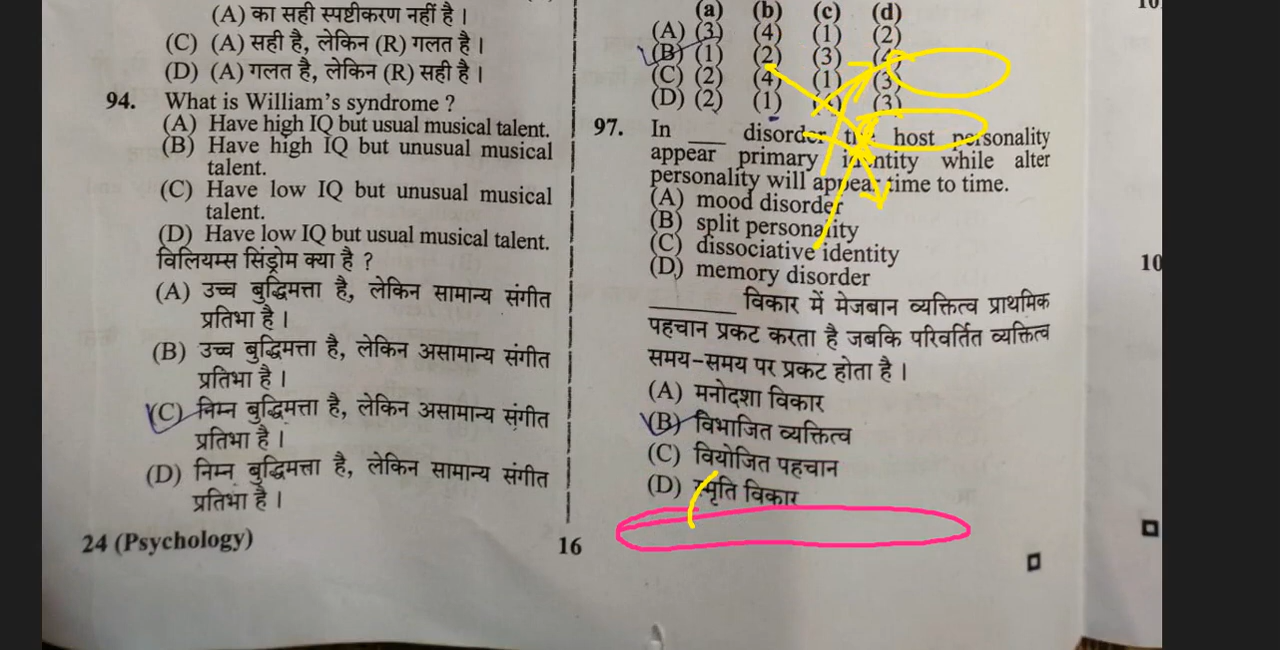 (A) का सही स्पष्टीकरण नहीं है।
(C) (A) सही है, लेकिन (R) गलत है।
(D) (A) गलत है, लेकिन (R) सही है।
94. What is William's syndrome ?
(A) Have high IQ but usual musical talent.
(B) Have high IQ but unusual musical
talent.
(C) Have low IQ but unusual musical
talent.
(D) Have low IQ but usual musical talent.
विलियम्स सिंड्रोम क्या है ?
(A) उच्च बुद्धिमत्ता है, लेकिन सामान्य संगीत
प्रतिभा है।
(B) उच्च बुद्धिमत्ता है, लेकिन असामान्य संगीत
प्रतिभा है।
(C) निम्न बुद्धिमत्ता है, लेकिन असामान्य संगीत
प्रतिभा है।
(D) निम्न बुद्धिमत्ता है, लेकिन सामान्य संगीत
प्रतिभा है।
24 (Psychology)
16
(a) (b) (c) (d)
(A) (3) (4) (1) (2)
(B) (1) (2) (3) (4)
(C) (2) (4) (1) (3)
(D) (2) (1) (3)
97. In ___ disorder the host personality
appear primary identity while alter
personality will appear time to time.
(A) mood disorder
(B) split personality
(C) dissociative identity
(D) memory disorder
_______ विकार में मेजबान व्यक्तित्व प्राथमिक
पहचान प्रकट करता है जबकि परिवर्तित व्यक्तित्व
समय-समय पर प्रकट होता है।
(A) मनोदशा विकार
(B) विभाजित व्यक्तित्व
(C) वियोजित पहचान
(D) स्मृति विकार
10